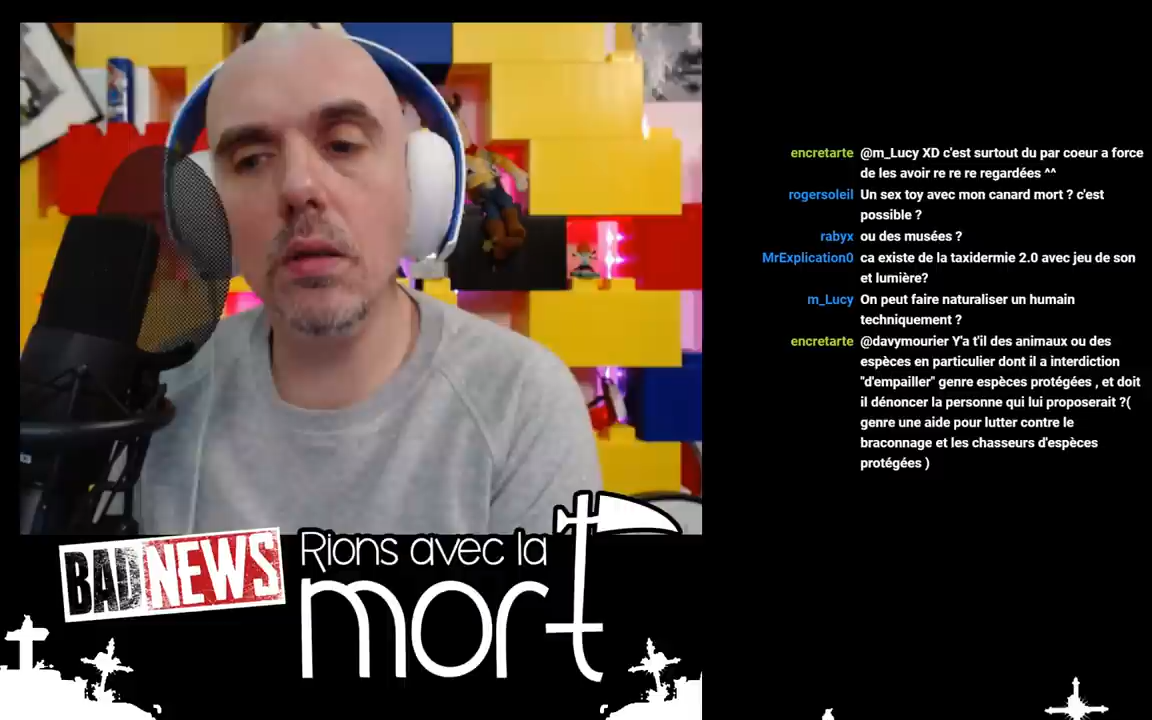 encretarte @m_Lucy XD c'est surtout du par coeur a force
de les avoir re re re regardées ^^
rogersoleil Un sex toy avec mon canard mort ? c'est
possible ?
rabyx ou des musées ?
MrExplication0 ca existe de la taxidermie 2.0 avec jeu de son
et lumière?
m_Lucy On peut faire naturaliser un humain
techniquement ?
encretarte @davymourier Y'a t'il des animaux ou des
espèces en particulier dont il a interdiction
"d'empailler" genre espèces protégées , et doit
il dénoncer la personne qui lui proposerait ?(
genre une aide pour lutter contre le
braconnage et les chasseurs d'espèces
protégées )
BAD NEWS
Rions avec la
mort